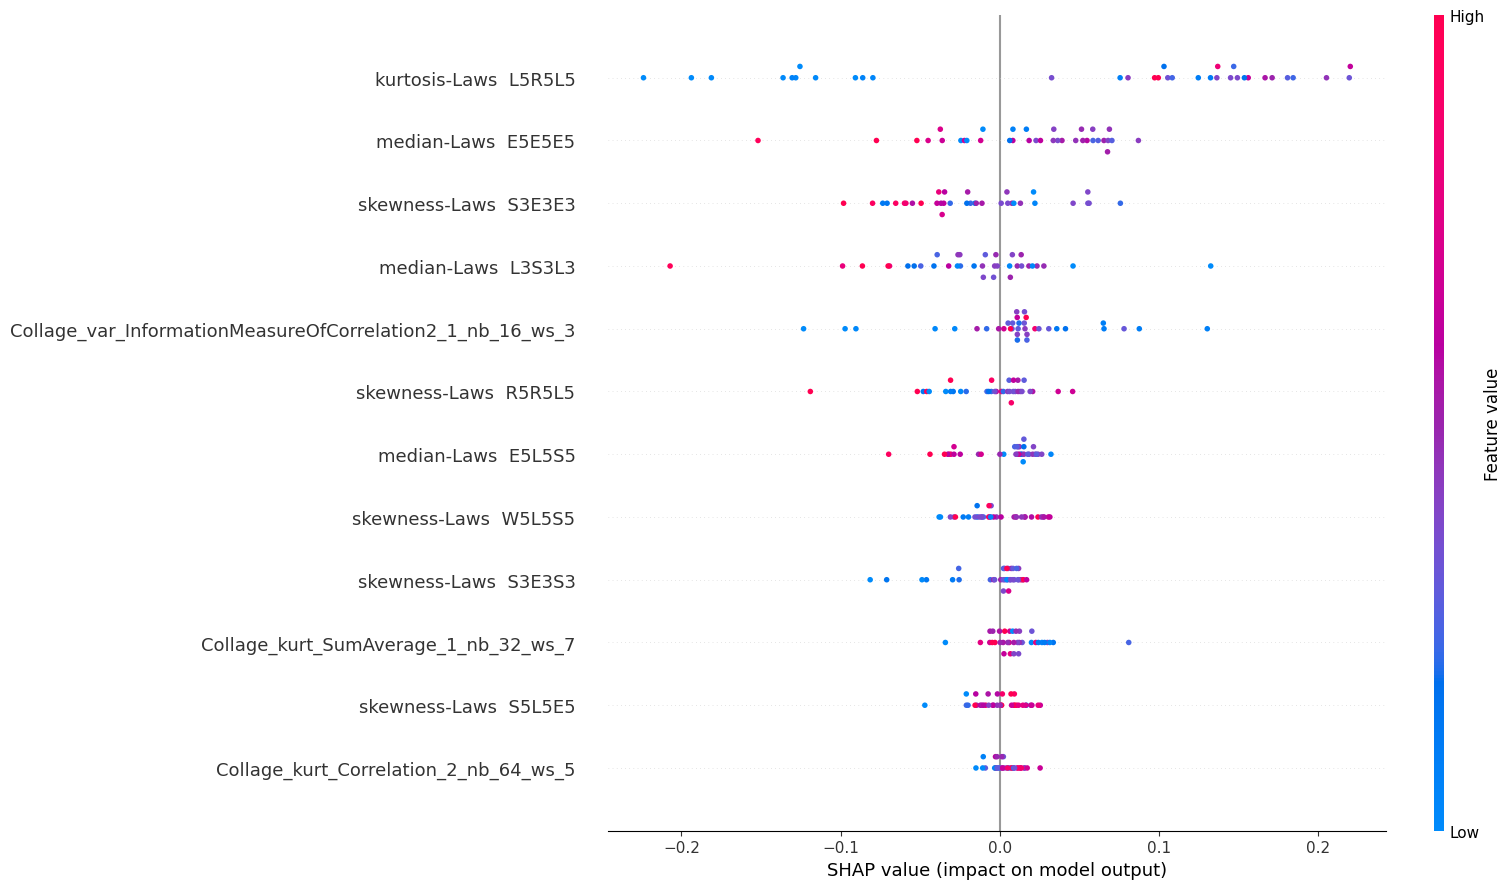 High
kurtosis-Laws L5R5L5
median-Laws E5E5E5
skewness-Laws S3E3E3
median-Laws L3S3L3
Collage_var_InformationMeasureOfCorrelation2_1_nb_16_ws_3
skewness-Laws R5R5L5
median-Laws E5L5S5
skewness-Laws W5L5S5
skewness-Laws S3E3S3
Collage_kurt_SumAverage_1_nb_32_ws_7
skewness-Laws S5L5E5
Collage_kurt_Correlation_2_nb_64_ws_5
Feature value
Low
−0.2 −0.1 0.0 0.1 0.2
SHAP value (impact on model output)